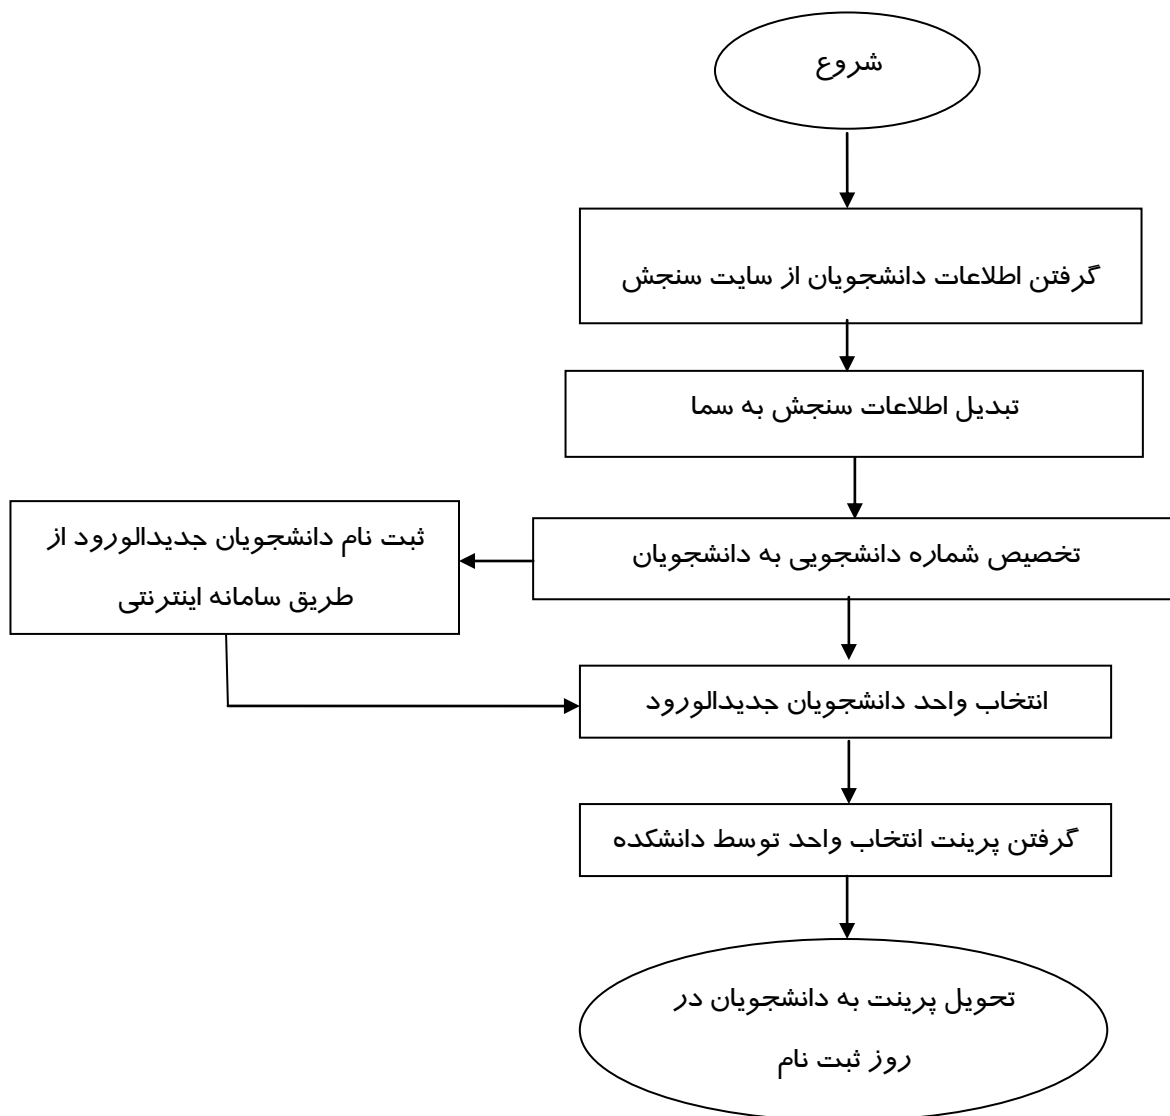 شروع
گرفتن اطلاعات دانشجویان از سایت سنجش
تبدیل اطلاعات سنجش به سما
تخصیص شماره دانشجویی به دانشجویان
ثبت نام دانشجویان جدیدالورود از
طریق سامانه اینترنتی
انتخاب واحد دانشجویان جدیدالورود
گرفتن پرینت انتخاب واحد توسط دانشکده
تحویل پرینت به دانشجویان در
روز ثبت نام